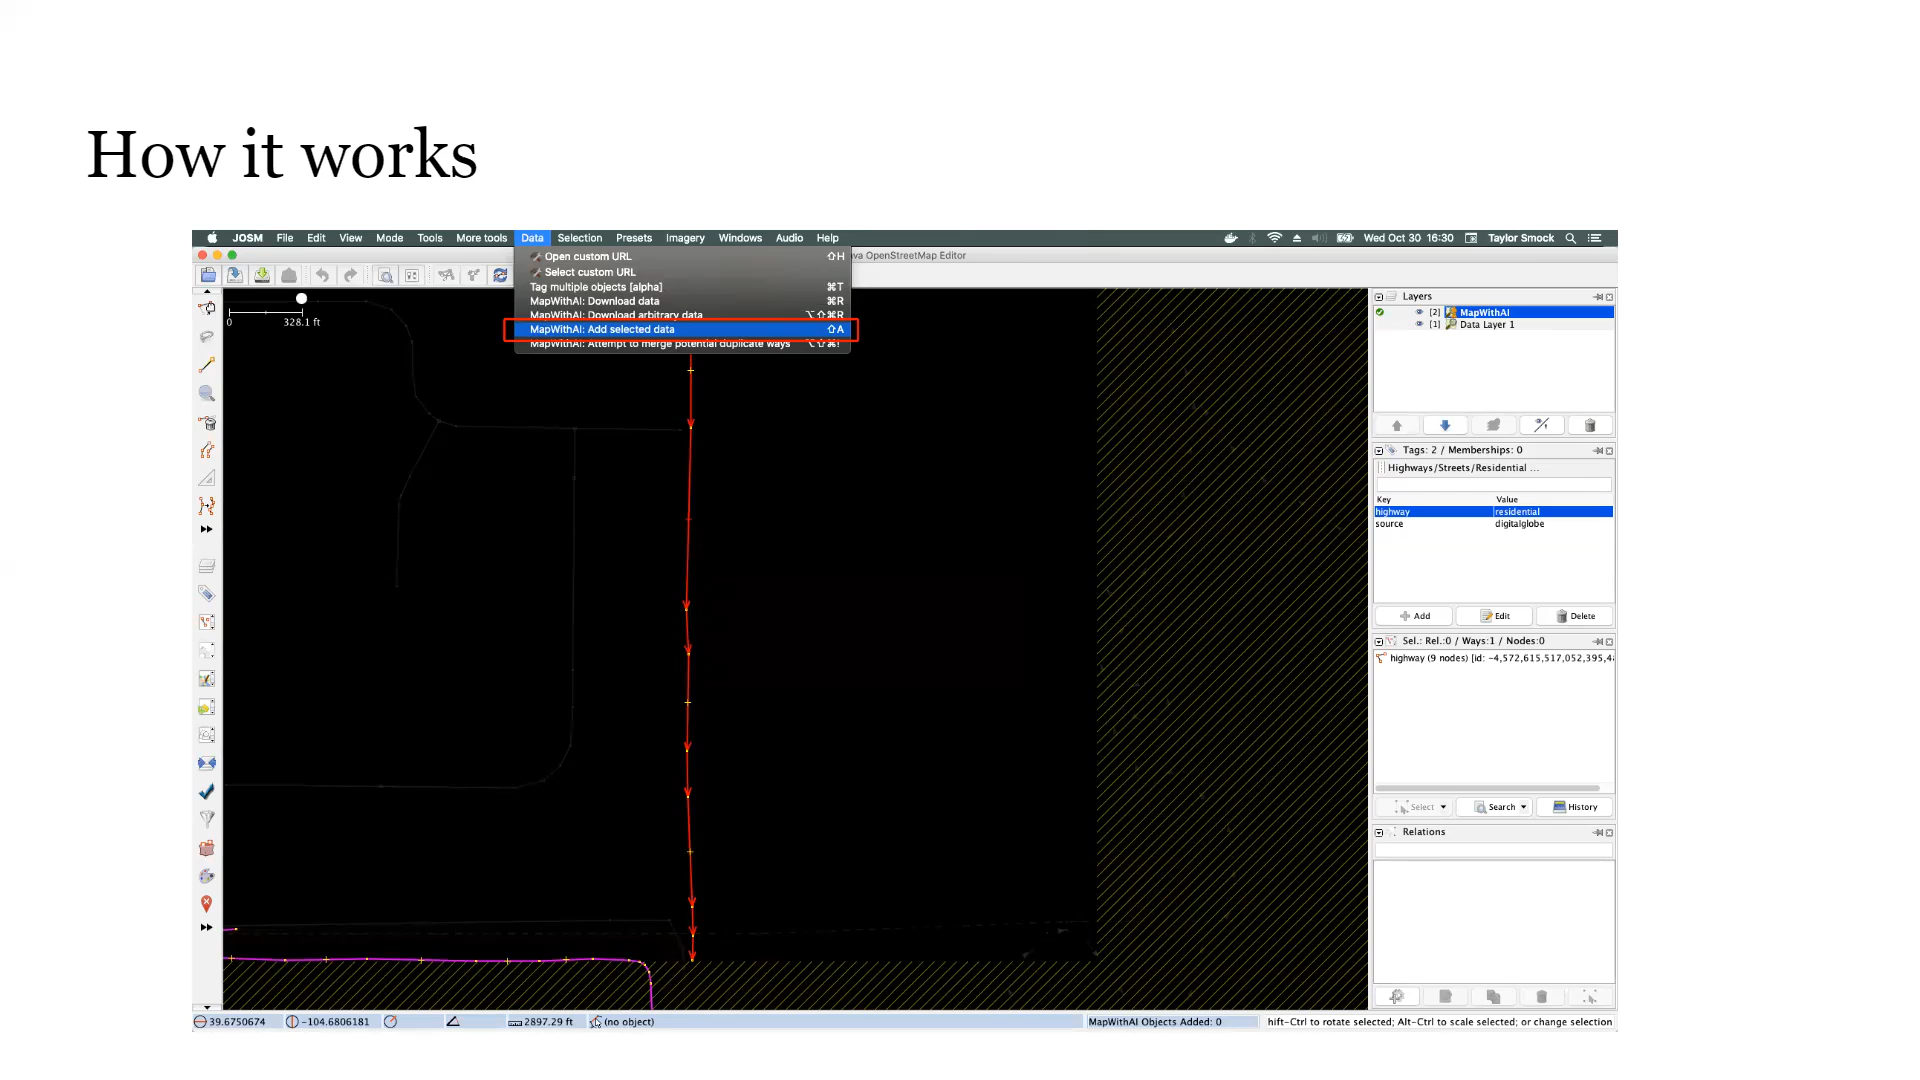 How it works
JOSM File Edit View Mode Tools More tools Data Selection Presets Imagery Windows Audio Help Wed Oct 30 16:30 Taylor Smock
Open custom URL ⇧H
ava OpenStreetMap Editor
Select custom URL
Tag multiple objects [alpha] ⌘T
MapWithAI: Download data ⌘R
MapWithAI: Download arbitrary data ⌥⇧⌘R
MapWithAI: Add selected data ⇧A
MapWithAI: Attempt to merge potential duplicate ways ⌥⇧⌘!
0 328.1 ft
Layers
[2] MapWithAI
[1] Data Layer 1
Tags: 2 / Memberships: 0
Highways/Streets/Residential ...
Key Value
highway residential
source digitalglobe
Add Edit Delete
Sel.: Rel.:0 / Ways:1 / Nodes:0
highway (9 nodes) [id: -4,572,615,517,052,395,4
Select Search History
Relations
39.6750674 -104.6806181 2897.29 ft (no object) MapWithAI Objects Added: 0 hift-Ctrl to rotate selected; Alt-Ctrl to scale selected; or change selection